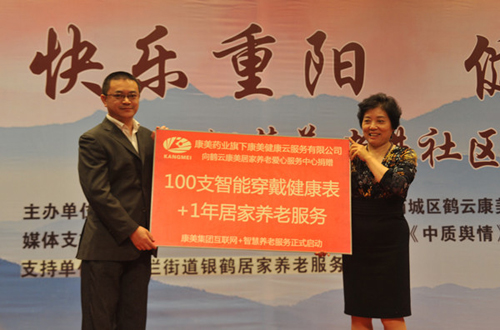 快乐重阳 健
社区
康美药业旗下康美健康云服务有限公司
向鹤云康美居家养老爱心服务中心捐赠
KANGMEI
100支智能穿戴健康表
+1年居家养老服务
康美集团互联网+智慧养老服务正式启动
主办单 城区鹤云康美
媒体支 《中质舆情》
支持单 兰街道银鹤居家养老服务